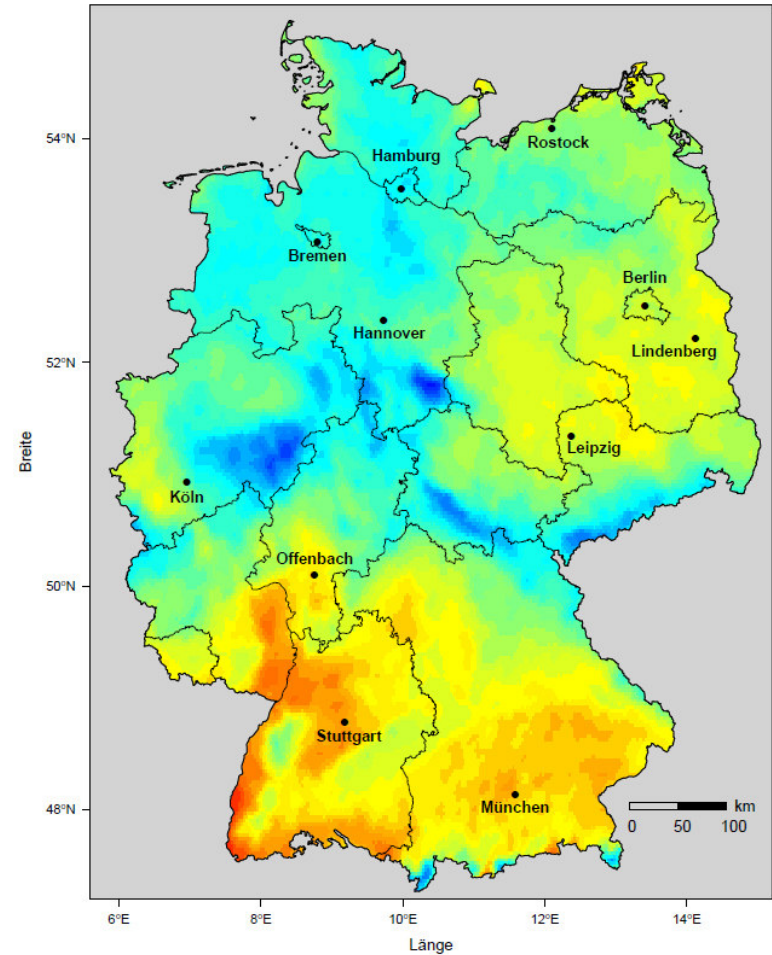 54°N
Hamburg
Rostock
Bremen
Berlin
Hannover
52°N
Lindenberg
Leipzig
Breite
Köln
Offenbach
50°N
Stuttgart
48°N
München
km
0 50 100
6°E 8°E 10°E 12°E 14°E
Länge